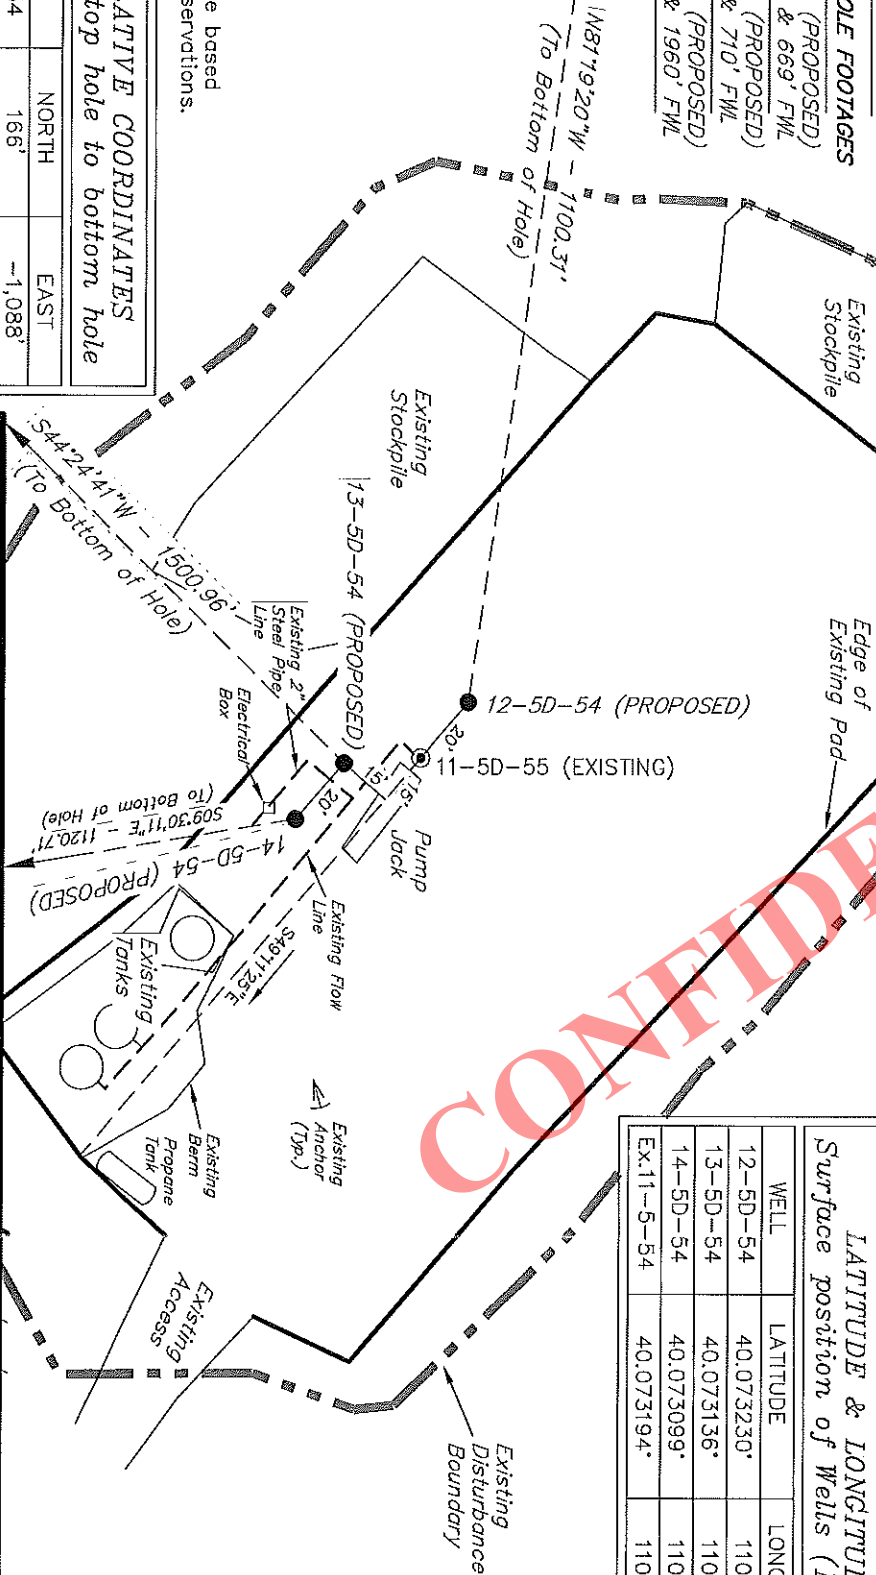 OLE FOOTAGES
(PROPOSED)
& 669' FWL
(PROPOSED)
& 710' FWL
(PROPOSED)
& 1960' FWL
N81°19'20"W - 1100.31'
(To Bottom of Hole)
e based
servations.
LATIVE COORDINATES
top hole to bottom hole
NORTH
EAST
4
166'
-1,088'
Existing
Stockpile
Existing
Stockpile
Edge of
Existing Pad
12-5D-54 (PROPOSED)
20'
11-5D-55 (EXISTING)
13-5D-54 (PROPOSED)
15'
15'
20'
Pump
Jack
S44°24'41"W - 1500.96'
(To Bottom of Hole)
Existing 2"
Steel Pipe
Line
Electrical
Box
S09°30'11"E - 1120.71'
(To Bottom of Hole)
14-5D-54 (PROPOSED)
Existing Flow
Line
S49°11'25"E
Existing
Tanks
Existing
Anchor
(Typ.)
Existing
Berm
Propane
Tank
Existing
Access
Existing
Disturbance
Boundary
CONFIDE
LATITUDE & LONGITUD
Surface position of Wells (
WELL
LATITUDE
LONG
12-5D-54
40.073230°
110
13-5D-54
40.073136°
110
14-5D-54
40.073099°
110
Ex.11-5-54
40.073194°
110